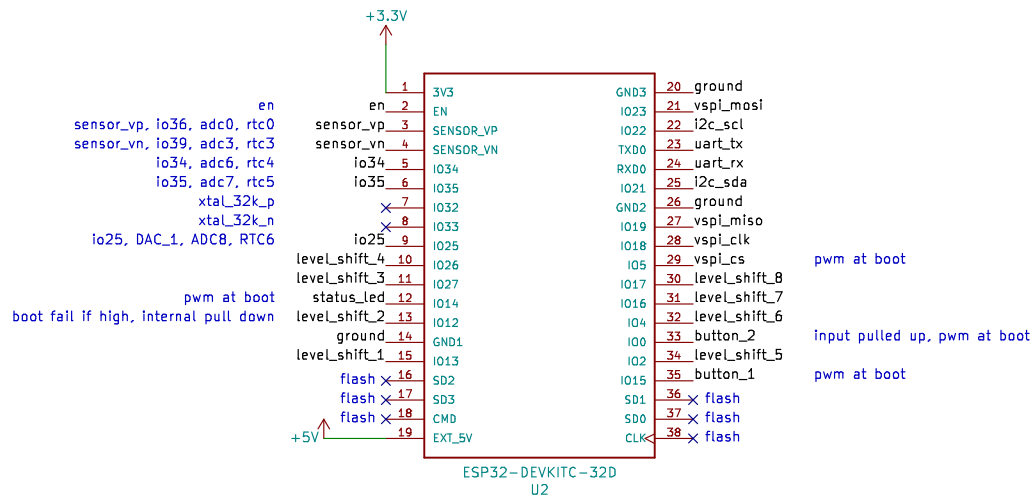 +3.3V
1 3V3 GND3 20 ground
en en 2 EN IO23 21 vspi_mosi
sensor_vp, io36, adc0, rtc0 sensor_vp 3 SENSOR_VP IO22 22 i2c_scl
sensor_vn, io39, adc3, rtc3 sensor_vn 4 SENSOR_VN TXD0 23 uart_tx
io34, adc6, rtc4 io34 5 IO34 RXD0 24 uart_rx
io35, adc7, rtc5 io35 6 IO35 IO21 25 i2c_sda
xtal_32k_p 7 IO32 GND2 26 ground
xtal_32k_n 8 IO33 IO19 27 vspi_miso
io25, DAC_1, ADC8, RTC6 io25 9 IO25 IO18 28 vspi_clk
level_shift_4 10 IO26 IO5 29 vspi_cs pwm at boot
level_shift_3 11 IO27 IO17 30 level_shift_8
pwm at boot status_led 12 IO14 IO16 31 level_shift_7
boot fail if high, internal pull down level_shift_2 13 IO12 IO4 32 level_shift_6
ground 14 GND1 IO0 33 button_2 input pulled up, pwm at boot
level_shift_1 15 IO13 IO2 34 level_shift_5
flash 16 SD2 IO15 35 button_1 pwm at boot
flash 17 SD3 SD1 36 flash
flash 18 CMD SD0 37 flash
+5V 19 EXT_5V CLK 38 flash
ESP32-DEVKITC-32D
U2